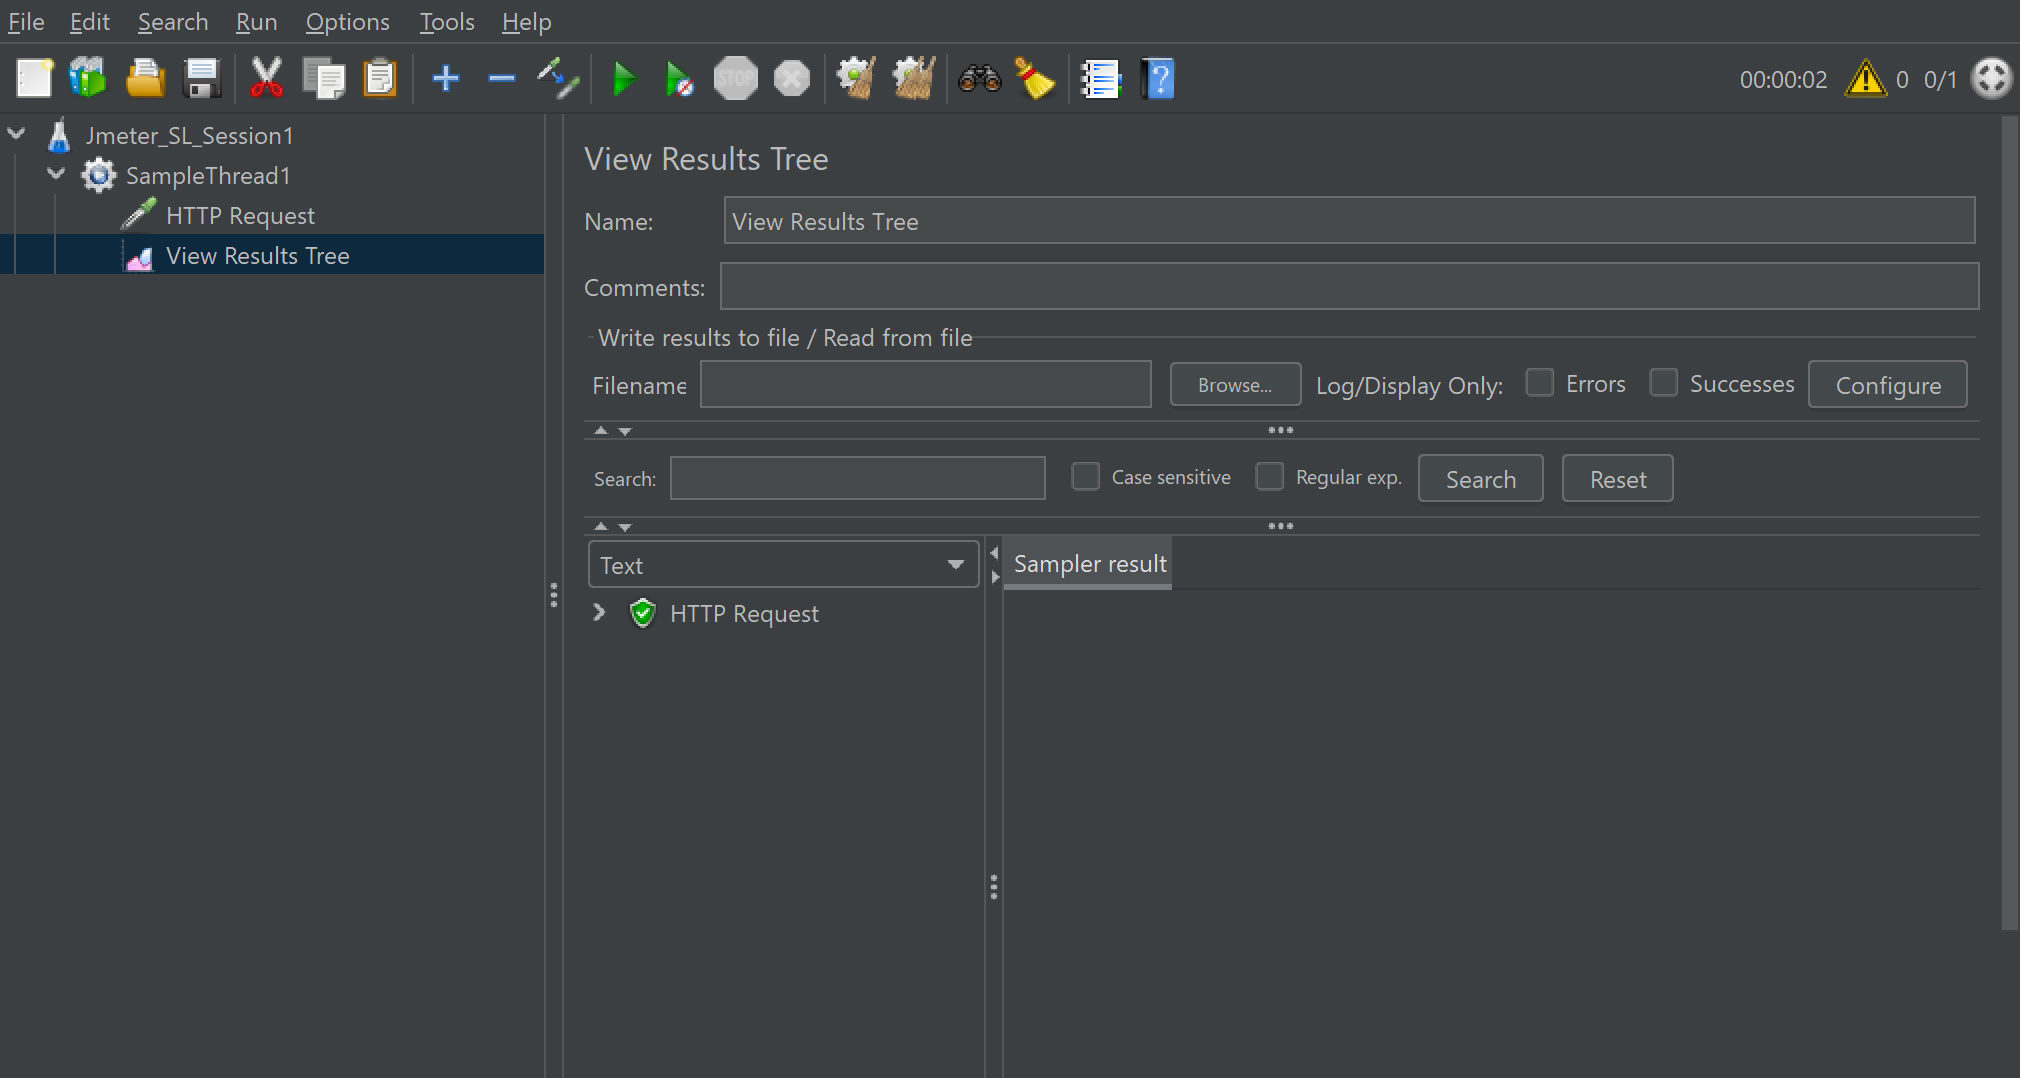 File Edit Search Run Options Tools Help
STOP
00:00:02 0 0/1
Jmeter_SL_Session1
SampleThread1
HTTP Request
View Results Tree
View Results Tree
Name: View Results Tree
Comments:
Write results to file / Read from file
Filename Browse... Log/Display Only: Errors Successes Configure
Search: Case sensitive Regular exp. Search Reset
Text
Sampler result
HTTP Request